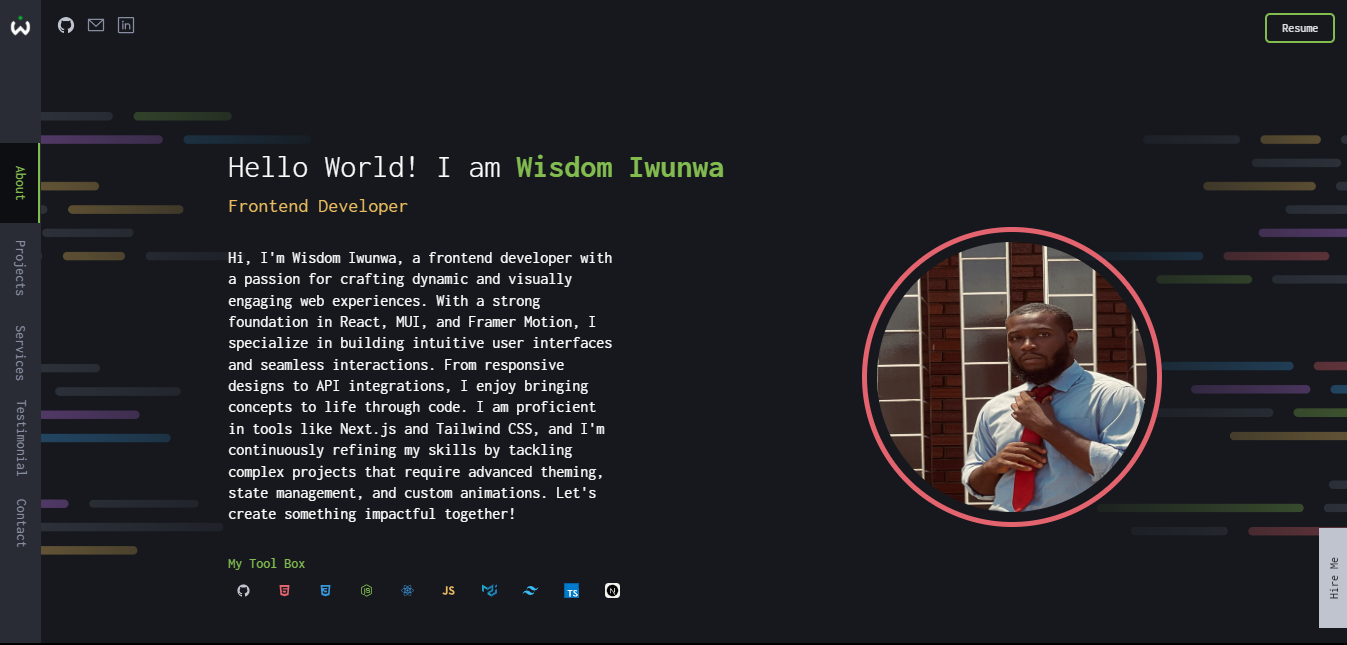 Resume
About
Projects
Services
Testimonial
Contact
Hello World! I am Wisdom Iwunwa
Frontend Developer
Hi, I'm Wisdom Iwunwa, a frontend developer with
a passion for crafting dynamic and visually
engaging web experiences. With a strong
foundation in React, MUI, and Framer Motion, I
specialize in building intuitive user interfaces
and seamless interactions. From responsive
designs to API integrations, I enjoy bringing
concepts to life through code. I am proficient
in tools like Next.js and Tailwind CSS, and I'm
continuously refining my skills by tackling
complex projects that require advanced theming,
state management, and custom animations. Let's
create something impactful together!
My Tool Box
JS
TS
N
Hire Me